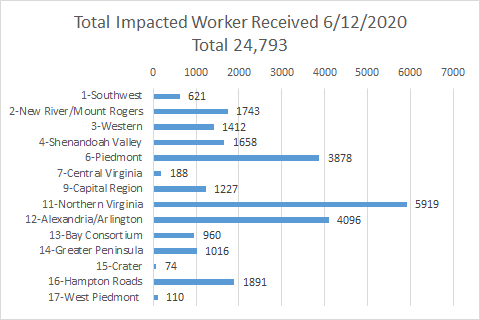 Total Impacted Worker Received 6/12/2020
Total 24,793
0 1000 2000 3000 4000 5000 6000 7000
1-Southwest 621
2-New River/Mount Rogers 1743
3-Western 1412
4-Shenandoah Valley 1658
6-Piedmont 3878
7-Central Virginia 188
9-Capital Region 1227
11-Northern Virginia 5919
12-Alexandria/Arlington 4096
13-Bay Consortium 960
14-Greater Peninsula 1016
15-Crater 74
16-Hampton Roads 1891
17-West Piedmont 110